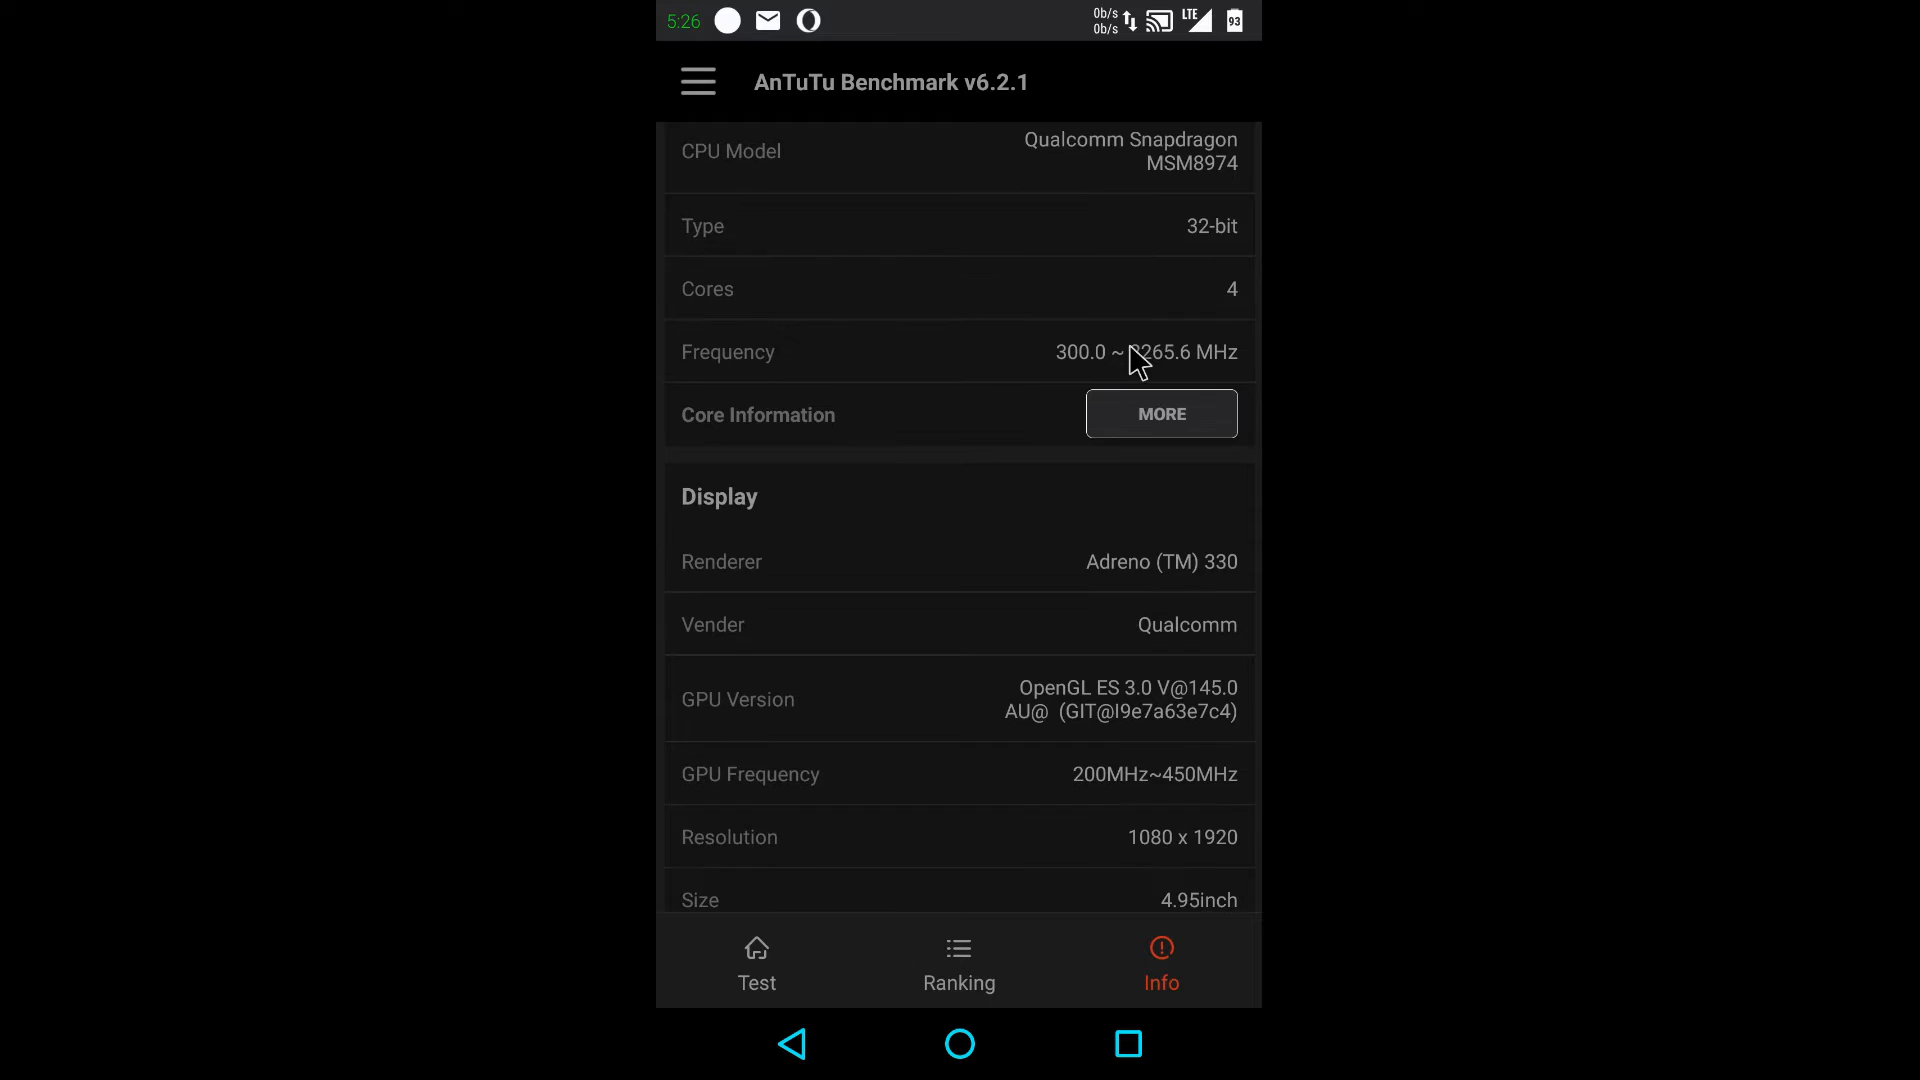 5:26
0b/s
0b/s
LTE
93
AnTuTu Benchmark v6.2.1
CPU Model
Qualcomm Snapdragon
MSM8974
Type 32-bit
Cores 4
Frequency 300.0 ~ 265.6 MHz
Core Information MORE
Display
Renderer Adreno (TM) 330
Vender Qualcomm
GPU Version
OpenGL ES 3.0 V@145.0
AU@ (GIT@I9e7a63e7c4)
GPU Frequency 200MHz~450MHz
Resolution 1080 x 1920
Size 4.95inch
Test Ranking Info